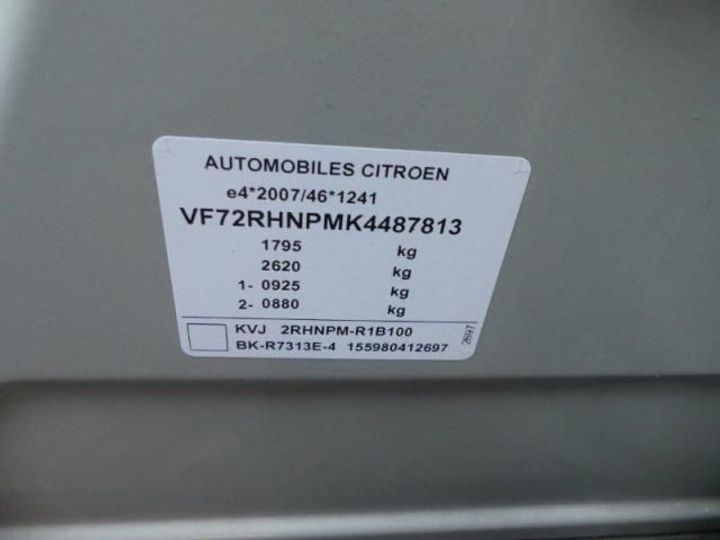 AUTOMOBILES CITROEN
e4*2007/46*1241
VF72RHNPMK4487813
1795 kg
2620 kg
1- 0925 kg
2- 0880 kg
KVJ 2RHNPM-R1B100
BK-R7313E-4 155980412697
2697